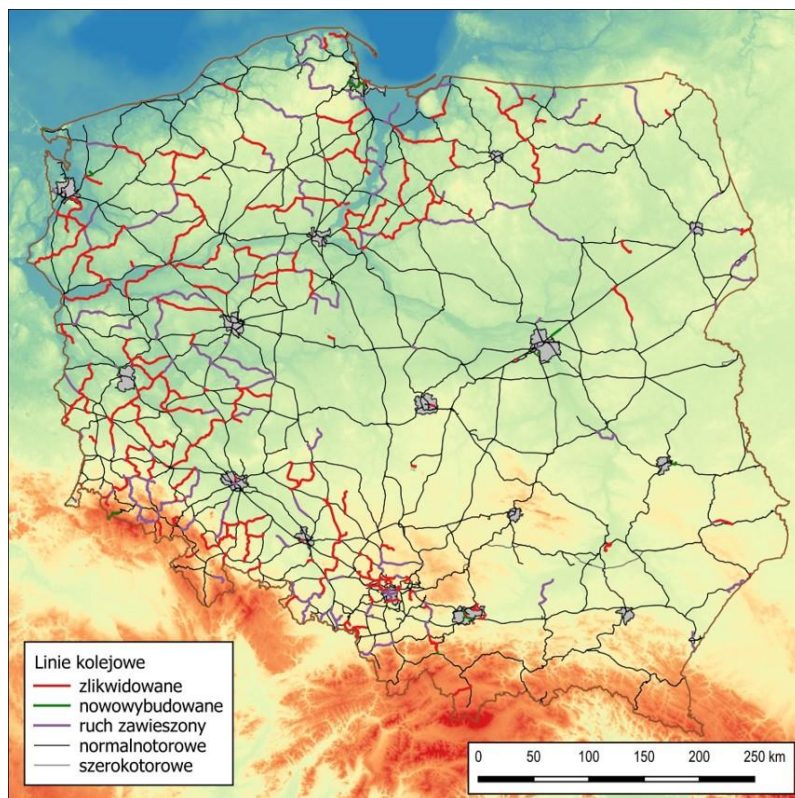 Linie kolejowe
zlikwidowane
nowowybudowane
ruch zawieszony
normalnotorowe
szerokotorowe
0 50 100 150 200 250 km